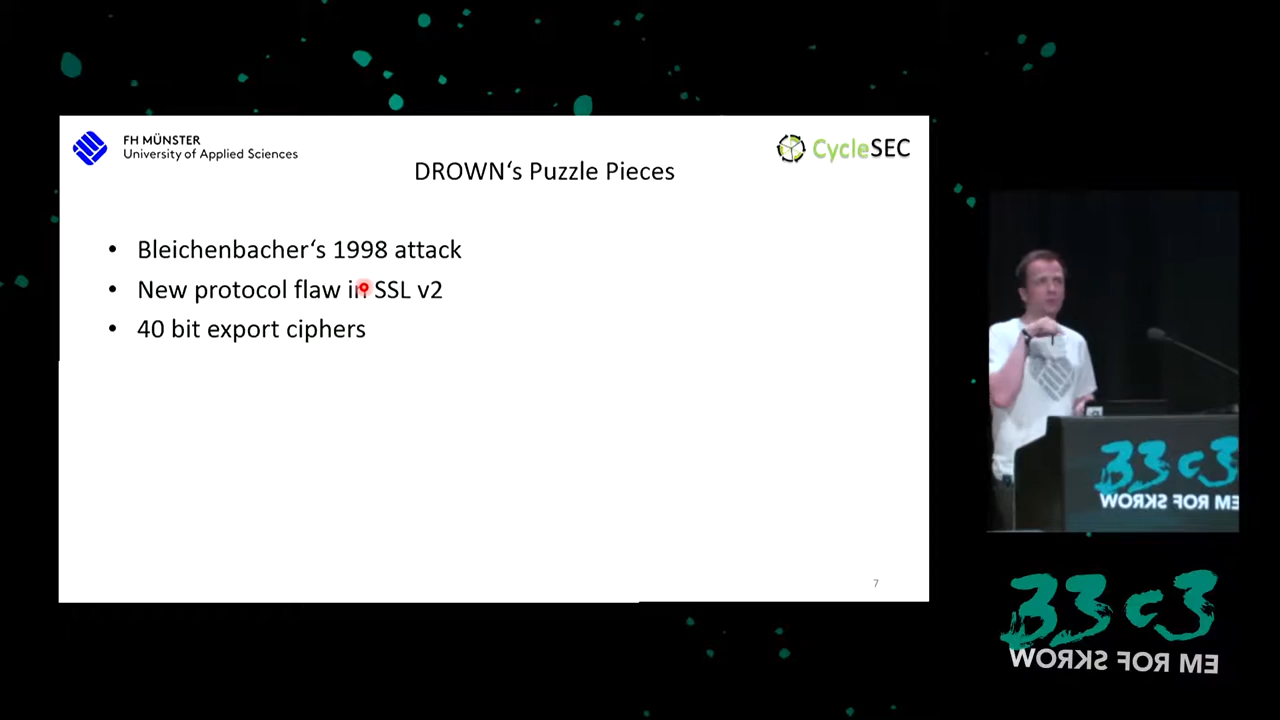 FH MÜNSTER
University of Applied Sciences
CycleSEC
DROWN‘s Puzzle Pieces
• Bleichenbacher‘s 1998 attack
• New protocol flaw in SSL v2
• 40 bit export ciphers
7
33c3
WORKS FOR ME
33c3
WORKS FOR ME